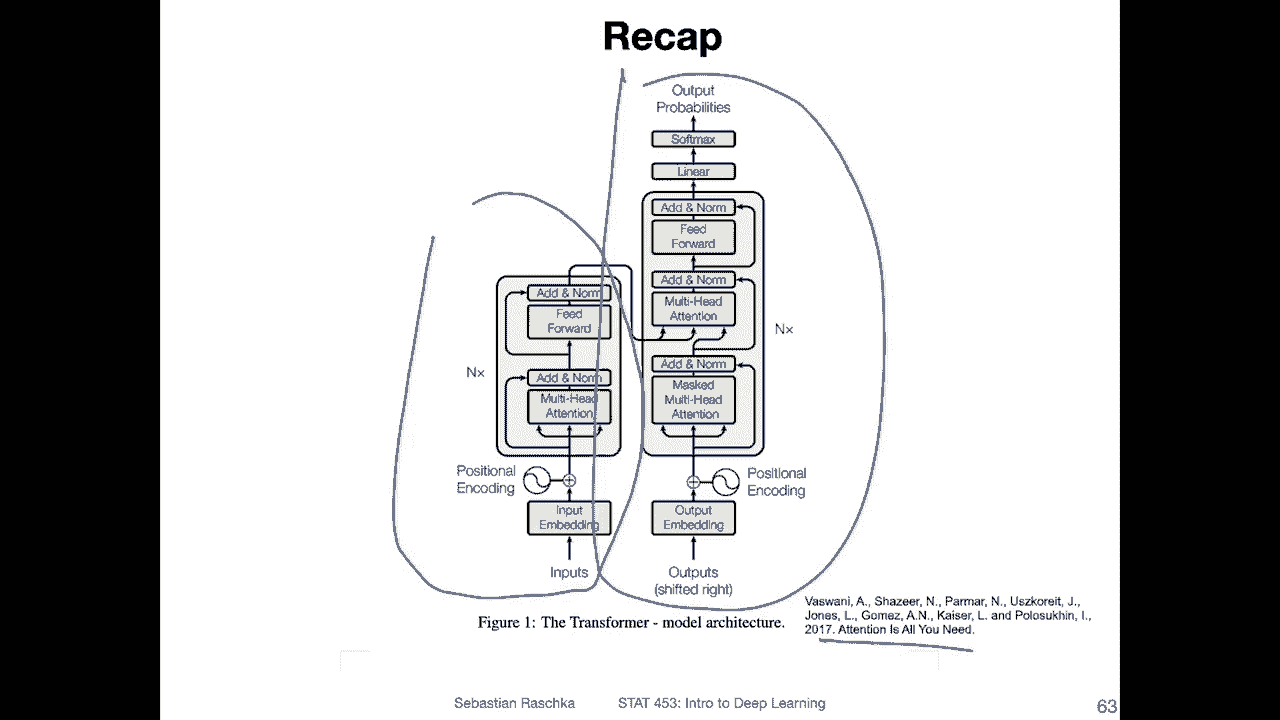 Recap
Output
Probabilities
Softmax
Linear
Add & Norm
Feed
Forward
Add & Norm
Multi-Head
Attention
Nx
Add & Norm
Masked
Multi-Head
Attention
Positional
Encoding
Output
Embedding
Outputs
(shifted right)
Add & Norm
Feed
Forward
Nx
Add & Norm
Multi-Head
Attention
Positional
Encoding
Input
Embedding
Inputs
Figure 1: The Transformer - model architecture.
Vaswani, A., Shazeer, N., Parmar, N., Uszkoreit, J.,
Jones, L., Gomez, A.N., Kaiser, L. and Polosukhin, I.,
2017. Attention Is All You Need.
Sebastian Raschka
STAT 453: Intro to Deep Learning
63